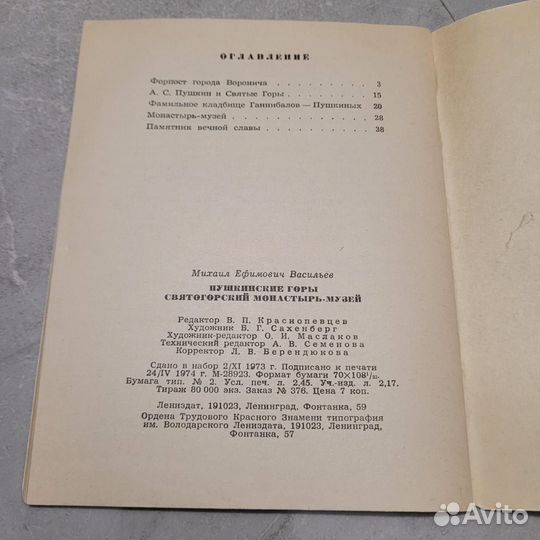 ОГЛАВЛЕНИЕ
Форпост города Воронича . . . . . . . . . 3
А. С. Пушкин и Святые Горы . . . . . . . . 15
Фамильное кладбище Ганнибалов — Пушкиных 20
Монастырь-музей . . . . . . . . . . . . 28
Памятник вечной славы . . . . . . . . . . 38
Михаил Ефимович Васильев
ПУШКИНСКИЕ ГОРЫ
СВЯТОГОРСКИЙ МОНАСТЫРЬ-МУЗЕЙ
Редактор В. П. Краснопевцев
Художник Б. Г. Сахенберг
Художник-редактор О. И. Маслаков
Технический редактор А. В. Семенова
Корректор Л. В. Берендюкова
Сдано в набор 2/XI 1973 г. Подписано к печати
24/IV 1974 г. М-28923. Формат бумаги 70×108¹/₃₂.
Бумага тип. № 2. Усл. печ. л. 2,45. Уч.-изд. л. 2,17.
Тираж 80 000 экз. Заказ № 376. Цена 7 коп.
Лениздат, 191023, Ленинград, Фонтанка, 59
Ордена Трудового Красного Знамени типография
им. Володарского Лениздата, 191023, Ленинград,
Фонтанка, 57
Avito